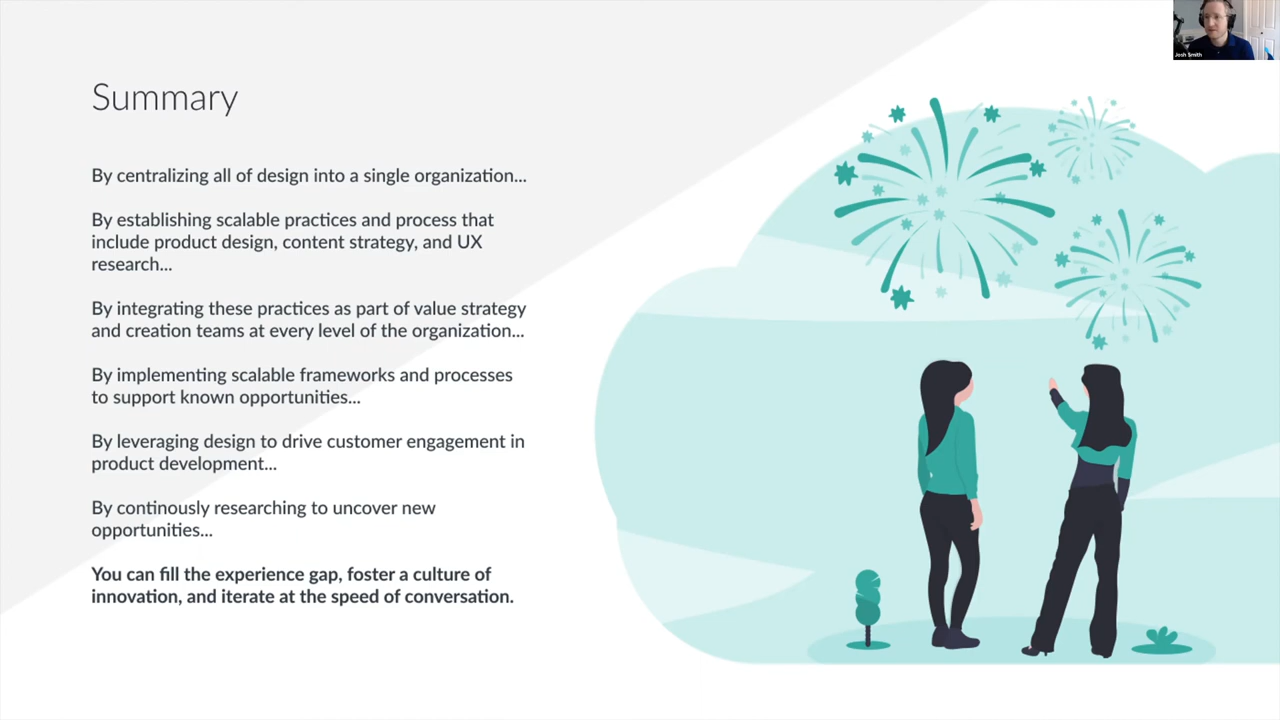 Josh Smith
Summary
By centralizing all of design into a single organization...
By establishing scalable practices and process that
include product design, content strategy, and UX
research...
By integrating these practices as part of value strategy
and creation teams at every level of the organization...
By implementing scalable frameworks and processes
to support known opportunities...
By leveraging design to drive customer engagement in
product development...
By continously researching to uncover new
opportunities...
You can fill the experience gap, foster a culture of
innovation, and iterate at the speed of conversation.